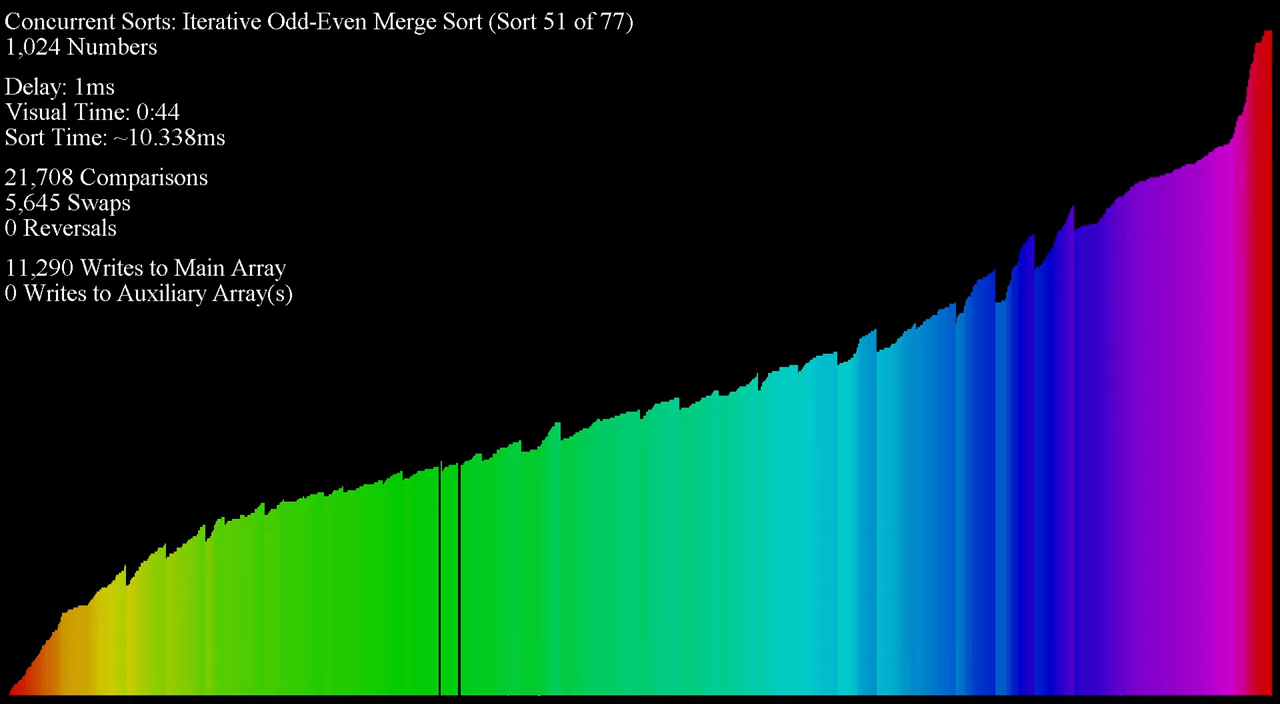 Concurrent Sorts: Iterative Odd-Even Merge Sort (Sort 51 of 77)
1,024 Numbers
Delay: 1ms
Visual Time: 0:44
Sort Time: ~10.338ms
21,708 Comparisons
5,645 Swaps
0 Reversals
11,290 Writes to Main Array
0 Writes to Auxiliary Array(s)